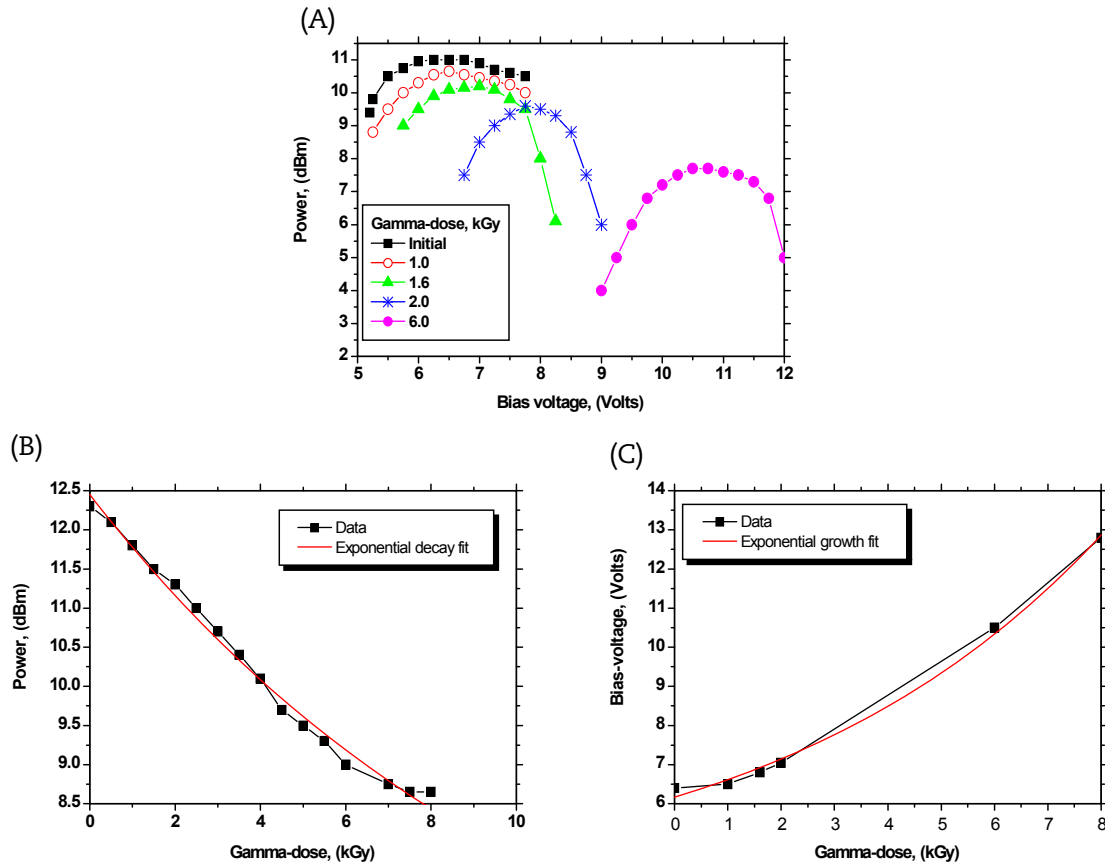 (A)
11
10
9
8
7
6
5
4
3
2
Power, (dBm)
Gamma-dose, kGy
Initial
1.0
1.6
2.0
6.0
5 6 7 8 9 10 11 12
Bias voltage, (Volts)
(B)
12.5
12.0
11.5
11.0
10.5
10.0
9.5
9.0
8.5
Power, (dBm)
Data
Exponential decay fit
0 2 4 6 8 10
Gamma-dose, (kGy)
(C)
14
13
12
11
10
9
8
7
6
Bias-voltage, (Volts)
Data
Exponential growth fit
0 1 2 3 4 5 6 7 8
Gamma-dose, (kGy)